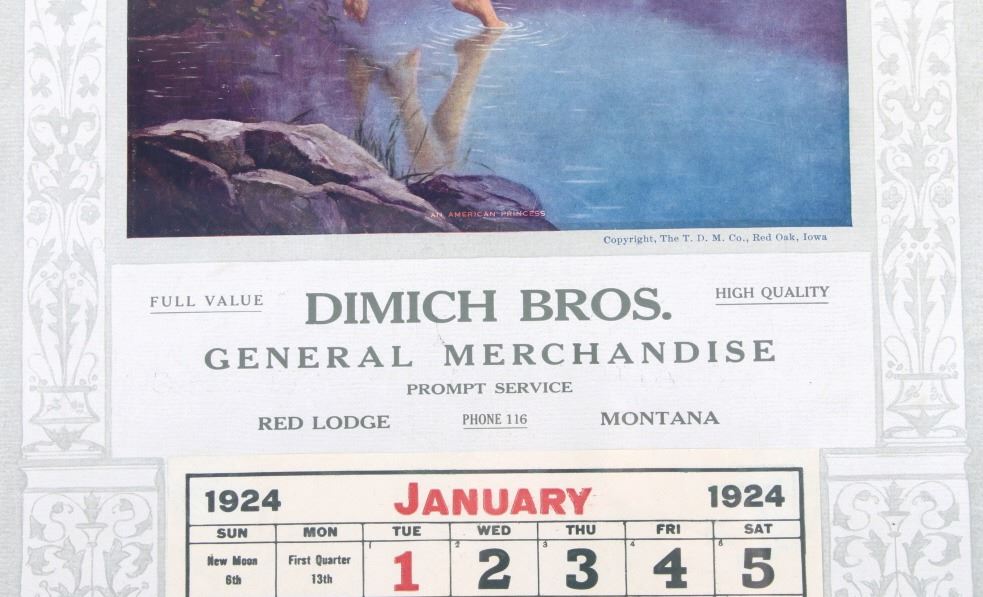 AN AMERICAN PRINCESS
Copyright, The T. D. M. Co., Red Oak, Iowa
FULL VALUE DIMICH BROS. HIGH QUALITY
GENERAL MERCHANDISE
PROMPT SERVICE
RED LODGE PHONE 116 MONTANA
1924 JANUARY 1924
SUN MON TUE WED THU FRI SAT
New Moon 6th First Quarter 13th 1 2 3 4 5